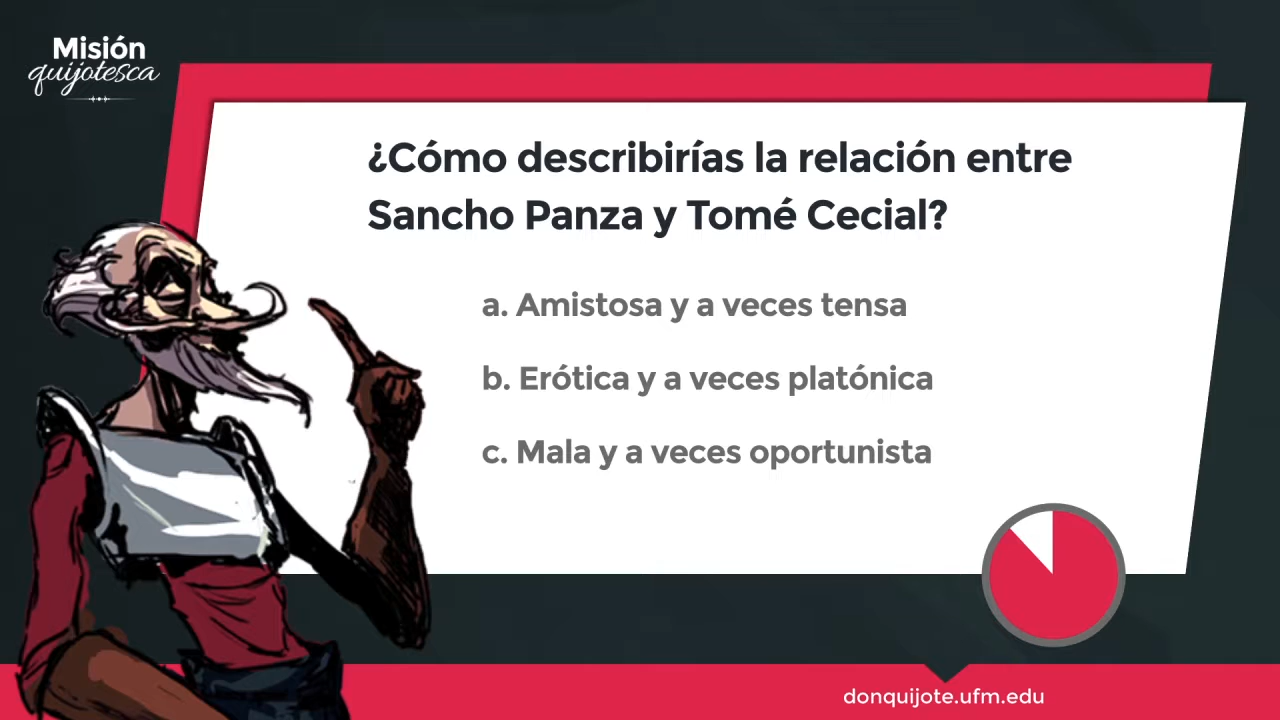 Misión
quijotesca
¿Cómo describirías la relación entre
Sancho Panza y Tomé Cecial?
a. Amistosa y a veces tensa
b. Erótica y a veces platónica
c. Mala y a veces oportunista
donquijote.ufm.edu